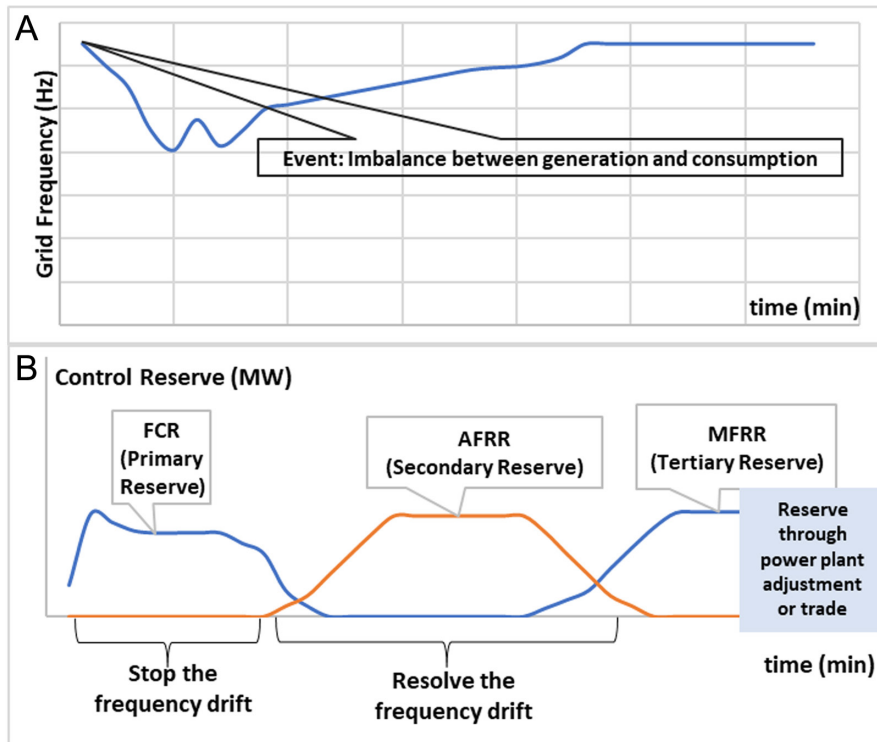 A
Grid Frequency (Hz)
Event: Imbalance between generation and consumption
time (min)
B
Control Reserve (MW)
FCR
(Primary
Reserve)
AFRR
(Secondary Reserve)
MFRR
(Tertiary Reserve)
Reserve
through
power plant
adjustment
or trade
Stop the
frequency drift
Resolve the
frequency drift
time (min)